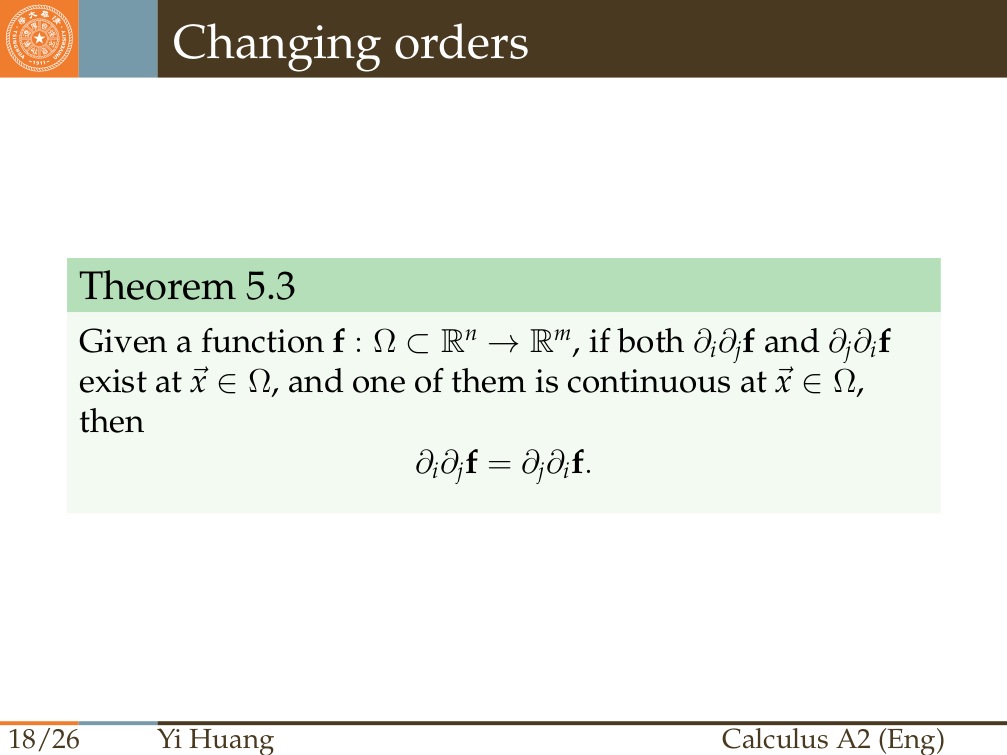 Changing orders
Theorem 5.3
Given a function f : Ω ⊂ ℝⁿ → ℝᵐ, if both ∂ᵢ∂ⱼf and ∂ⱼ∂ᵢf
exist at x⃗ ∈ Ω, and one of them is continuous at x⃗ ∈ Ω,
then
∂ᵢ∂ⱼf = ∂ⱼ∂ᵢf.
18/26 Yi Huang Calculus A2 (Eng)